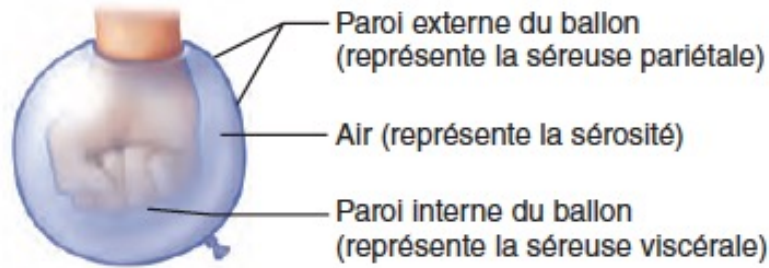 Paroi externe du ballon
(représente la séreuse pariétale)
Air (représente la sérosité)
Paroi interne du ballon
(représente la séreuse viscérale)